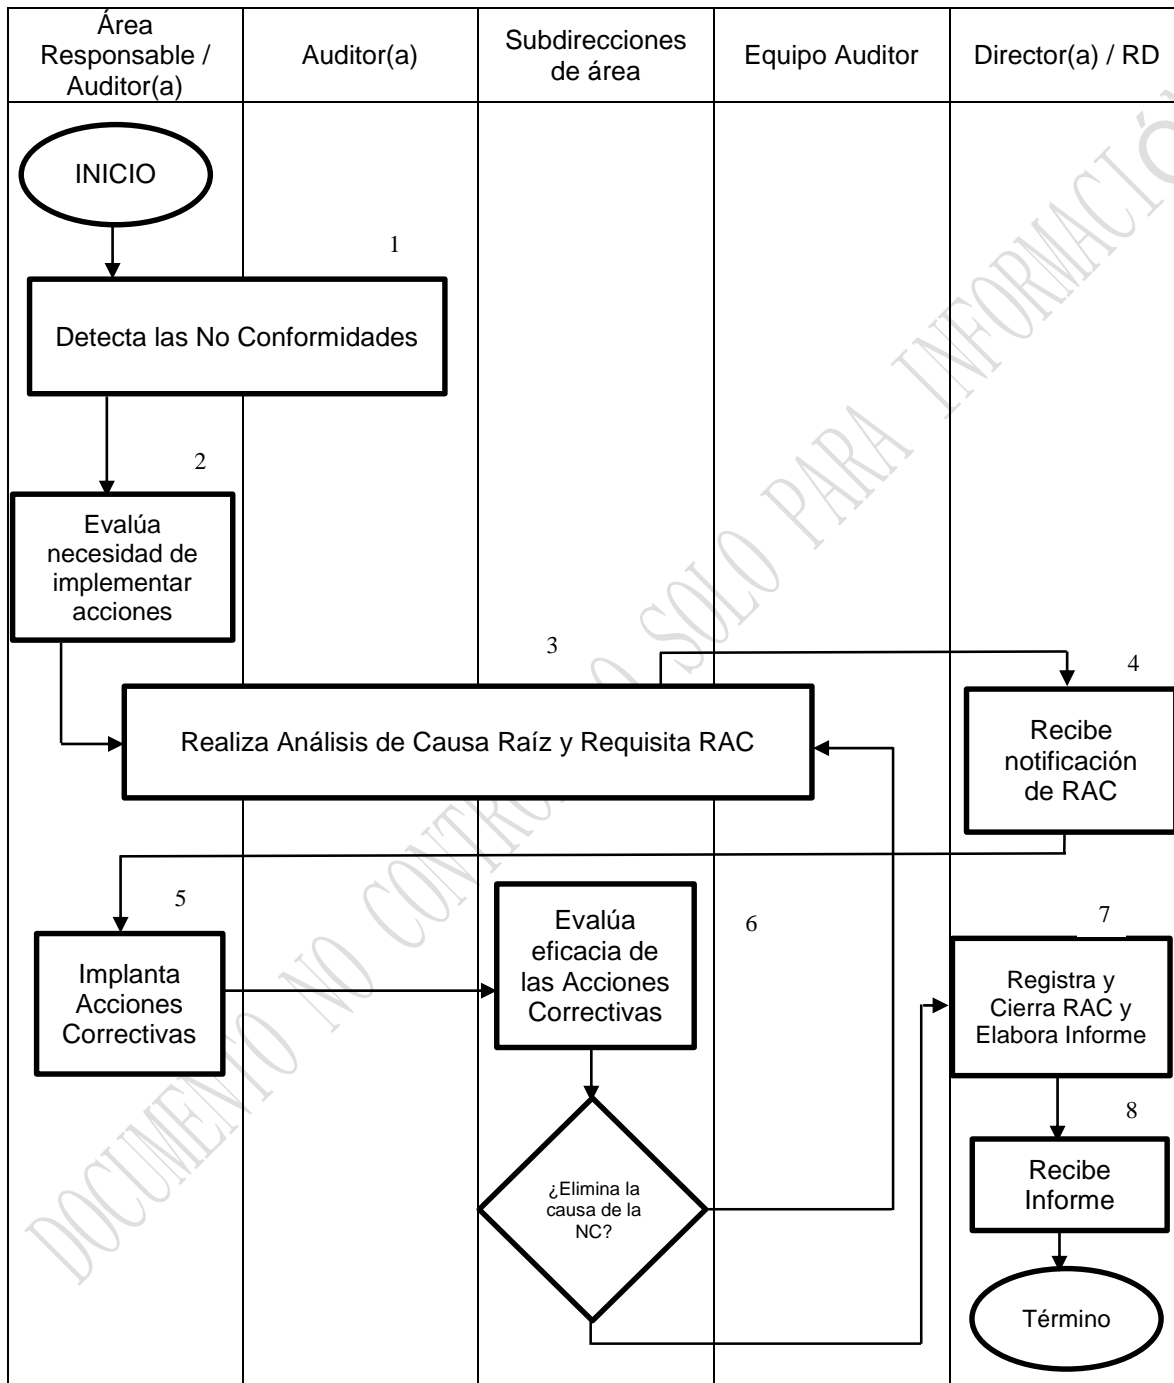 Área
Responsable /
Auditor(a)
Auditor(a)
Subdirecciones
de área
Equipo Auditor
Director(a) / RD
INICIO
1
Detecta las No Conformidades
2
Evalúa
necesidad de
implementar
acciones
3
Realiza Análisis de Causa Raíz y Requisita RAC
4
Recibe
notificación
de RAC
5
Implanta
Acciones
Correctivas
Evalúa
eficacia de
las Acciones
Correctivas
6
7
Registra y
Cierra RAC y
Elabora Informe
8
¿Elimina la
causa de la
NC?
Recibe
Informe
Término
DOCUMENTO NO CONTRO SOLO PARA INFORMACIÓ